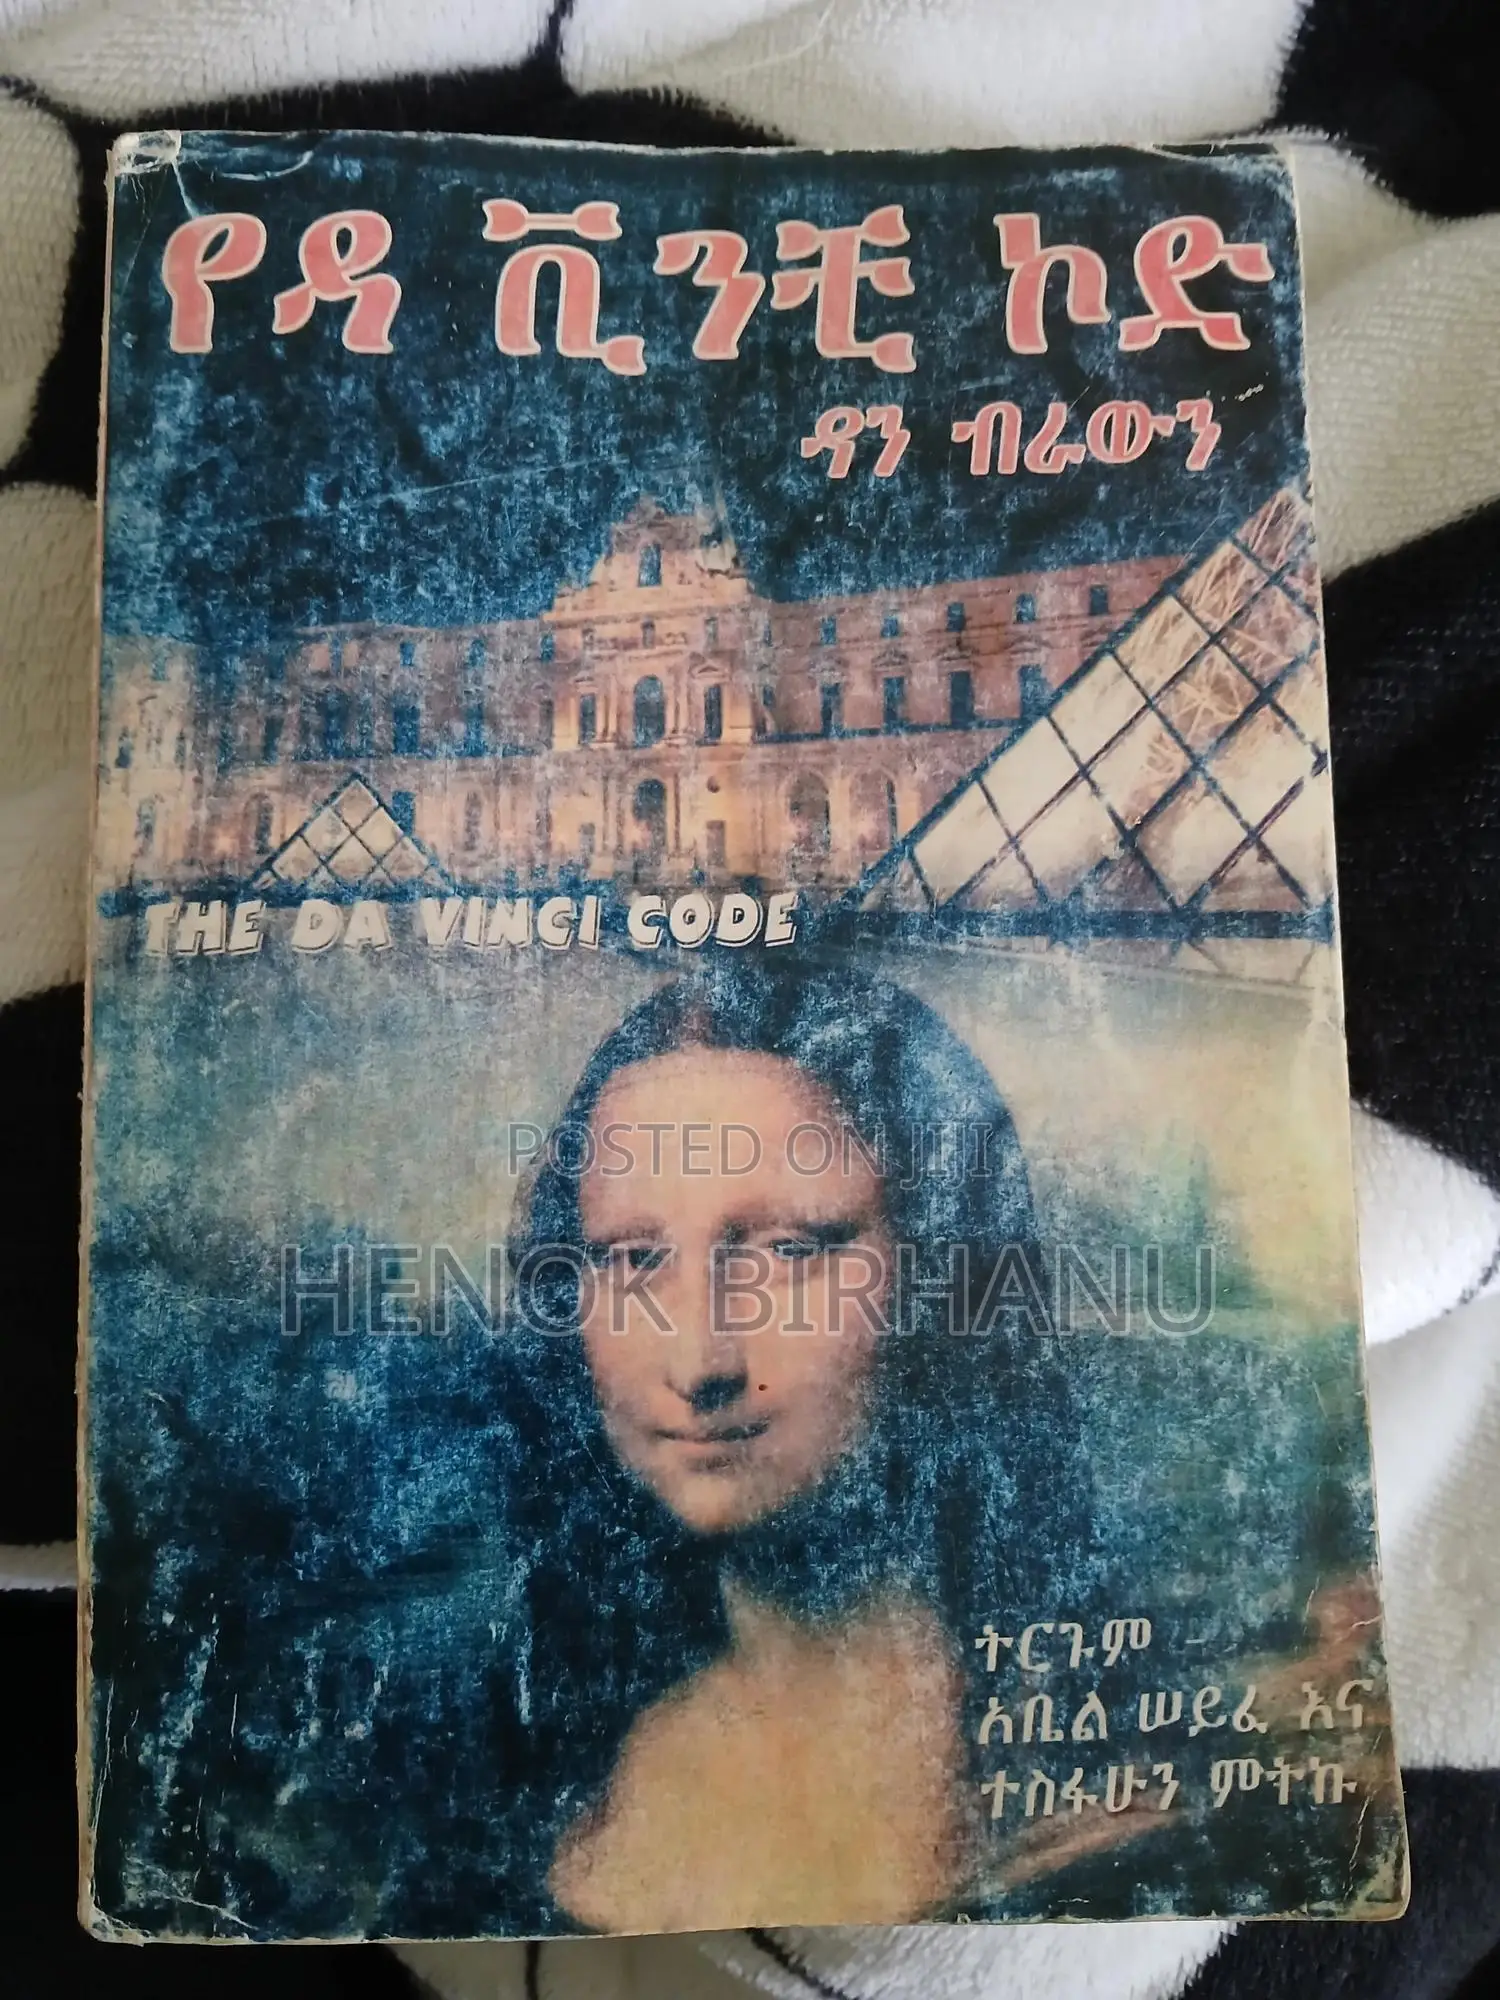 የዳ ቪንቺ ኮድ
ዳን ብራውን
THE DA VINCI CODE
POSTED ON JIJI
HENOK BIRHANU
ትርጉም -
አቤል ሠይፈ እና
ተስፋሁን ምትኩ